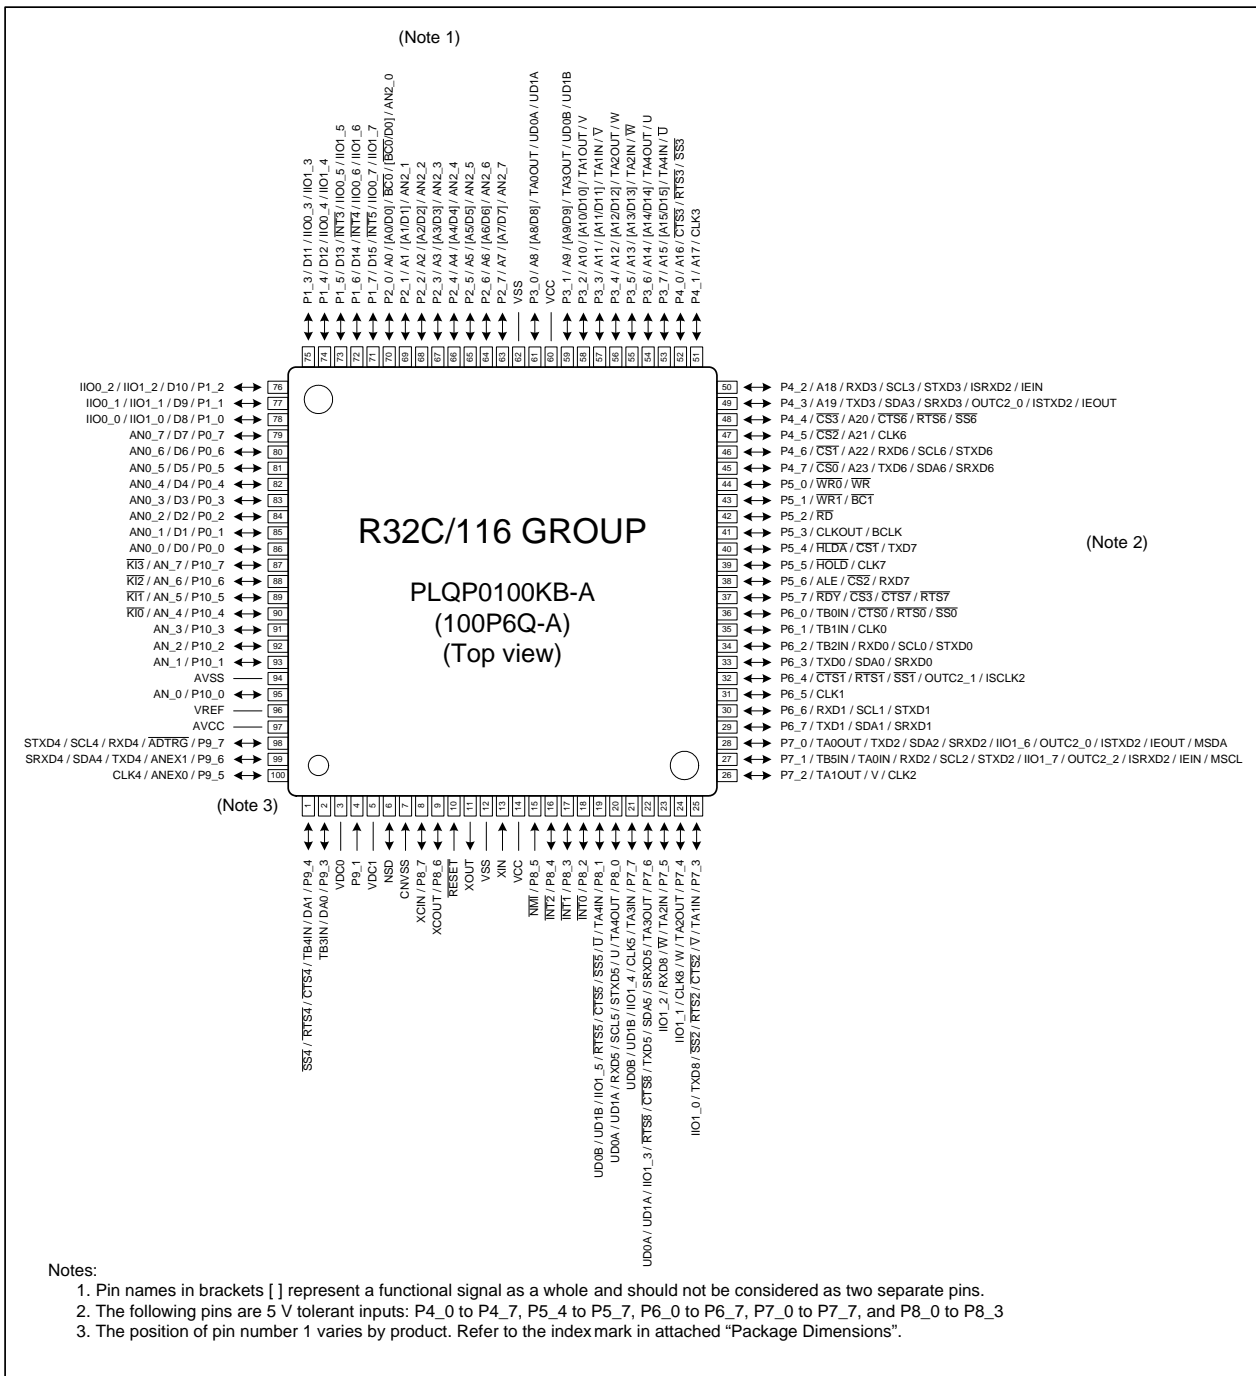 (Note 1)
P1_3 / D11 / IIO0_3 / IIO1_3
P1_4 / D12 / IIO0_4 / IIO1_4
P1_5 / D13 / INT3 / IIO0_5 / IIO1_5
P1_6 / D14 / INT4 / IIO0_6 / IIO1_6
P1_7 / D15 / INT5 / IIO0_7 / IIO1_7
P2_0 / A0 / [A0/D0] / BC0 / [BC0/D0] / AN2_0
P2_1 / A1 / [A1/D1] / AN2_1
P2_2 / A2 / [A2/D2] / AN2_2
P2_3 / A3 / [A3/D3] / AN2_3
P2_4 / A4 / [A4/D4] / AN2_4
P2_5 / A5 / [A5/D5] / AN2_5
P2_6 / A6 / [A6/D6] / AN2_6
P2_7 / A7 / [A7/D7] / AN2_7
VSS
P3_0 / A8 / [A8/D8] / TA0OUT / UD0A / UD1A
VCC
P3_1 / A9 / [A9/D9] / TA3OUT / UD0B / UD1B
P3_2 / A10 / [A10/D10] / TA1OUT / V
P3_3 / A11 / [A11/D11] / TA1IN / V
P3_4 / A12 / [A12/D12] / TA2OUT / W
P3_5 / A13 / [A13/D13] / TA2IN / W
P3_6 / A14 / [A14/D14] / TA4OUT / U
P3_7 / A15 / [A15/D15] / TA4IN / U
P4_0 / A16 / CTS3 / RTS3 / SS3
P4_1 / A17 / CLK3
75 74 73 72 71 70 69 68 67 66 65 64 63 62 61 60 59 58 57 56 55 54 53 52 51
IIO0_2 / IIO1_2 / D10 / P1_2 76
IIO0_1 / IIO1_1 / D9 / P1_1 77
IIO0_0 / IIO1_0 / D8 / P1_0 78
AN0_7 / D7 / P0_7 79
AN0_6 / D6 / P0_6 80
AN0_5 / D5 / P0_5 81
AN0_4 / D4 / P0_4 82
AN0_3 / D3 / P0_3 83
AN0_2 / D2 / P0_2 84
AN0_1 / D1 / P0_1 85
AN0_0 / D0 / P0_0 86
KI3 / AN_7 / P10_7 87
KI2 / AN_6 / P10_6 88
KI1 / AN_5 / P10_5 89
KI0 / AN_4 / P10_4 90
AN_3 / P10_3 91
AN_2 / P10_2 92
AN_1 / P10_1 93
AVSS 94
AN_0 / P10_0 95
VREF 96
AVCC 97
STXD4 / SCL4 / RXD4 / ADTRG / P9_7 98
SRXD4 / SDA4 / TXD4 / ANEX1 / P9_6 99
CLK4 / ANEX0 / P9_5 100
R32C/116 GROUP
PLQP0100KB-A
(100P6Q-A)
(Top view)
50 P4_2 / A18 / RXD3 / SCL3 / STXD3 / ISRXD2 / IEIN
49 P4_3 / A19 / TXD3 / SDA3 / SRXD3 / OUTC2_0 / ISTXD2 / IEOUT
48 P4_4 / CS3 / A20 / CTS6 / RTS6 / SS6
47 P4_5 / CS2 / A21 / CLK6
46 P4_6 / CS1 / A22 / RXD6 / SCL6 / STXD6
45 P4_7 / CS0 / A23 / TXD6 / SDA6 / SRXD6
44 P5_0 / WR0 / WR
43 P5_1 / WR1 / BC1
42 P5_2 / RD
41 P5_3 / CLKOUT / BCLK
40 P5_4 / HLDA / CS1 / TXD7
39 P5_5 / HOLD / CLK7
38 P5_6 / ALE / CS2 / RXD7
37 P5_7 / RDY / CS3 / CTS7 / RTS7
36 P6_0 / TB0IN / CTS0 / RTS0 / SS0
35 P6_1 / TB1IN / CLK0
34 P6_2 / TB2IN / RXD0 / SCL0 / STXD0
33 P6_3 / TXD0 / SDA0 / SRXD0
32 P6_4 / CTS1 / RTS1 / SS1 / OUTC2_1 / ISCLK2
31 P6_5 / CLK1
30 P6_6 / RXD1 / SCL1 / STXD1
29 P6_7 / TXD1 / SDA1 / SRXD1
28 P7_0 / TA0OUT / TXD2 / SDA2 / SRXD2 / IIO1_6 / OUTC2_0 / ISTXD2 / IEOUT / MSDA
27 P7_1 / TB5IN / TA0IN / RXD2 / SCL2 / STXD2 / IIO1_7 / OUTC2_2 / ISRXD2 / IEIN / MSCL
26 P7_2 / TA1OUT / V / CLK2
(Note 2)
(Note 3)
1 2 3 4 5 6 7 8 9 10 11 12 13 14 15 16 17 18 19 20 21 22 23 24 25
SS4 / RTS4 / CTS4 / TB4IN / DA1 / P9_4
TB3IN / DA0 / P9_3
VDC0
P9_1
VDC1
NSD
CNVSS
XCIN / P8_7
XCOUT / P8_6
RESET
XOUT
VSS
XIN
VCC
NMI / P8_5
INT2 / P8_4
INT1 / P8_3
INT0 / P8_2
UD0B / UD1B / IIO1_5 / RTS5 / CTS5 / SS5 / U / TA4IN / P8_1
UD0A / UD1A / RXD5 / SCL5 / STXD5 / U / TA4OUT / P8_0
UD0B / UD1B / IIO1_4 / CLK5 / TA3IN / P7_7
UD0A / UD1A / IIO1_3 / RTS8 / CTS8 / TXD5 / SDA5 / SRXD5 / TA3OUT / P7_6
IIO1_2 / RXD8 / W / TA2IN / P7_5
IIO1_1 / CLK8 / W / TA2OUT / P7_4
IIO1_0 / TXD8 / SS2 / RTS2 / CTS2 / V / TA1IN / P7_3
Notes:
1. Pin names in brackets [ ] represent a functional signal as a whole and should not be considered as two separate pins.
2. The following pins are 5 V tolerant inputs: P4_0 to P4_7, P5_4 to P5_7, P6_0 to P6_7, P7_0 to P7_7, and P8_0 to P8_3
3. The position of pin number 1 varies by product. Refer to the index mark in attached “Package Dimensions”.